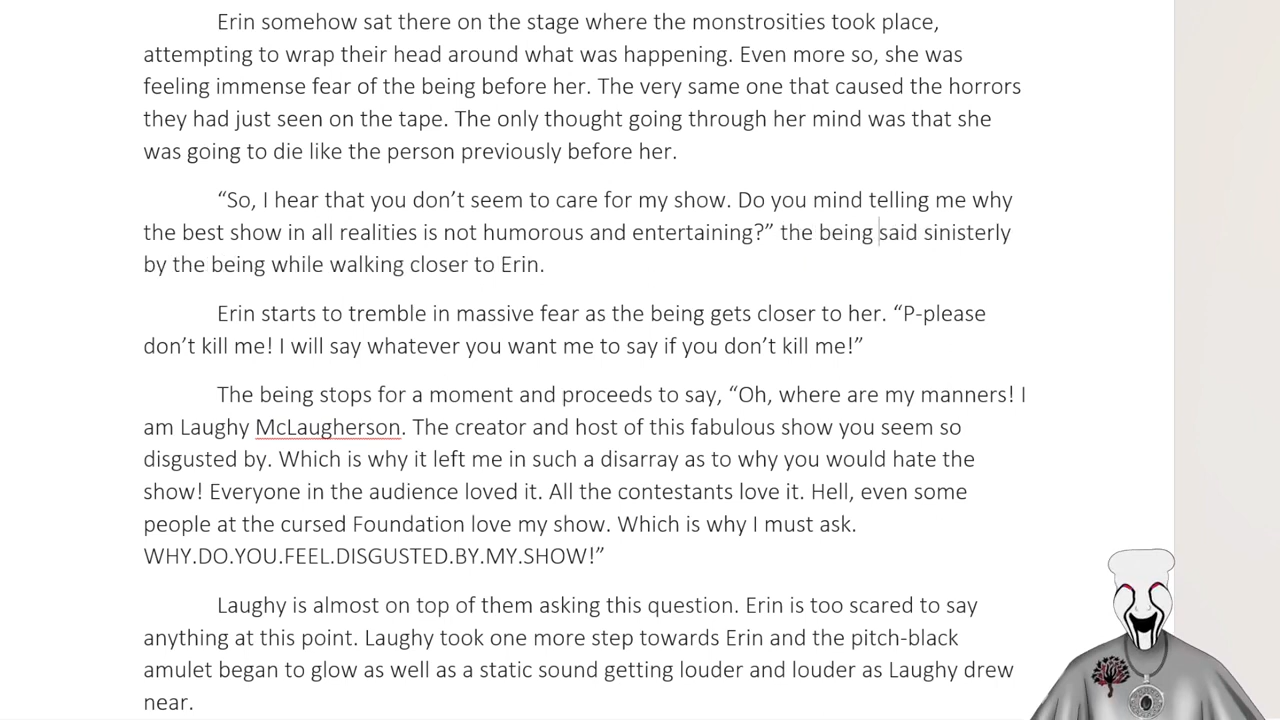 Erin somehow sat there on the stage where the monstrosities took place,
attempting to wrap their head around what was happening. Even more so, she was
feeling immense fear of the being before her. The very same one that caused the horrors
they had just seen on the tape. The only thought going through her mind was that she
was going to die like the person previously before her.
“So, I hear that you don’t seem to care for my show. Do you mind telling me why
the best show in all realities is not humorous and entertaining?” the being said sinisterly
by the being while walking closer to Erin.
Erin starts to tremble in massive fear as the being gets closer to her. “P-please
don’t kill me! I will say whatever you want me to say if you don’t kill me!”
The being stops for a moment and proceeds to say, “Oh, where are my manners! I
am Laughy McLaugherson. The creator and host of this fabulous show you seem so
disgusted by. Which is why it left me in such a disarray as to why you would hate the
show! Everyone in the audience loved it. All the contestants love it. Hell, even some
people at the cursed Foundation love my show. Which is why I must ask.
WHY.DO.YOU.FEEL.DISGUSTED.BY.MY.SHOW!”
Laughy is almost on top of them asking this question. Erin is too scared to say
anything at this point. Laughy took one more step towards Erin and the pitch-black
amulet began to glow as well as a static sound getting louder and louder as Laughy drew
near.